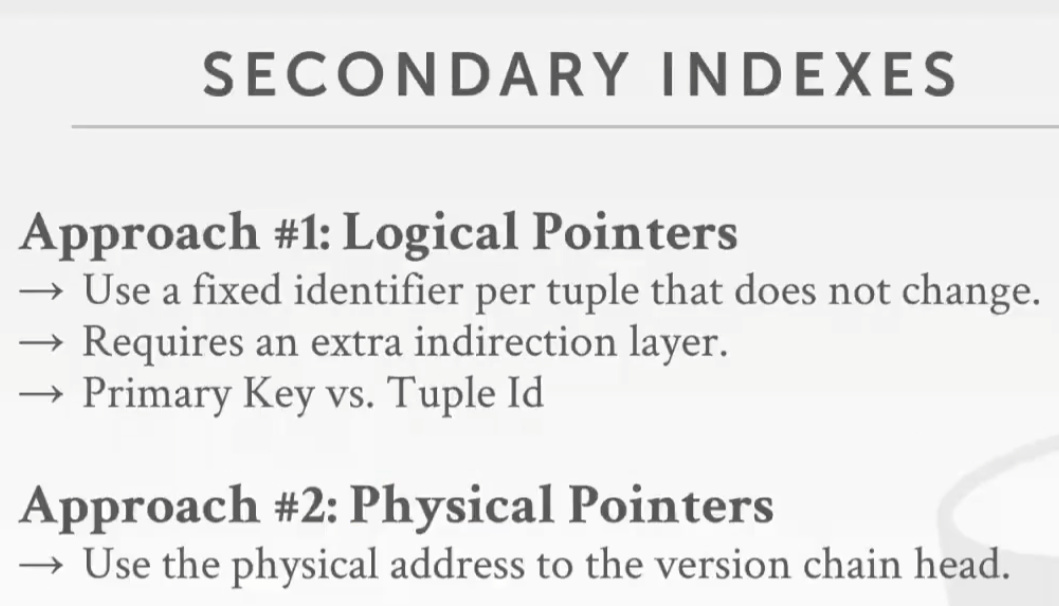 SECONDARY INDEXES
Approach #1: Logical Pointers
→ Use a fixed identifier per tuple that does not change.
→ Requires an extra indirection layer.
→ Primary Key vs. Tuple Id
Approach #2: Physical Pointers
→ Use the physical address to the version chain head.